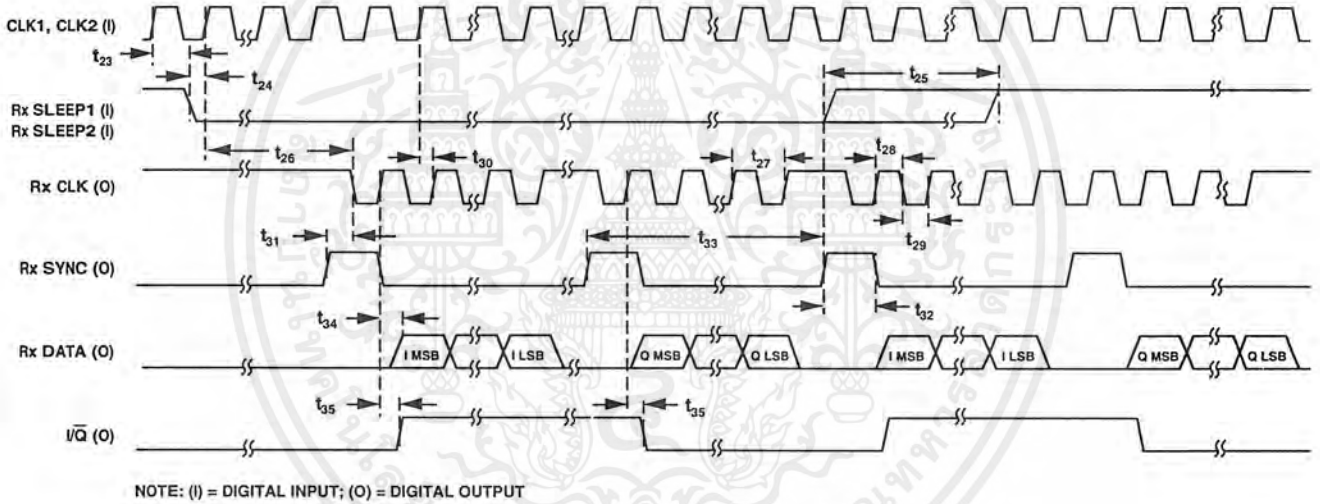 CLK1, CLK2 (I)
t23
t24
t25
Rx SLEEP1 (I)
Rx SLEEP2 (I)
t26
t30
t27
t28
Rx CLK (O)
t31
t33
t29
Rx SYNC (O)
t34
t32
Rx DATA (O)
I MSB
I LSB
Q MSB
Q LSB
I MSB
I LSB
Q MSB
Q LSB
t35
t35
I/Q̅ (O)
NOTE: (I) = DIGITAL INPUT; (O) = DIGITAL OUTPUT